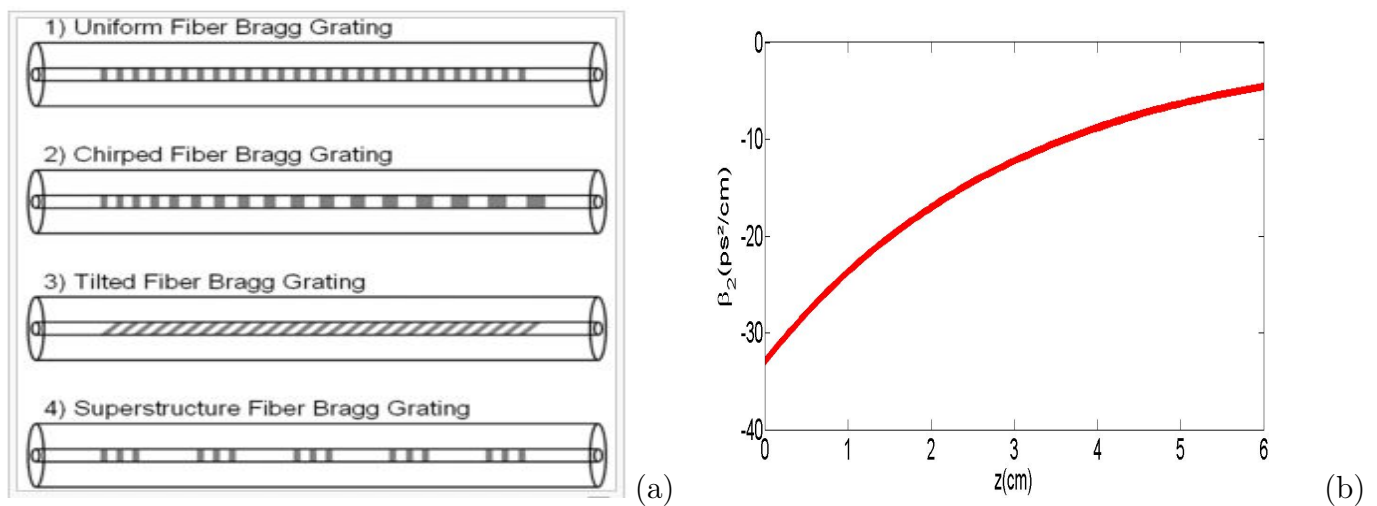 1) Uniform Fiber Bragg Grating
2) Chirped Fiber Bragg Grating
3) Tilted Fiber Bragg Grating
4) Superstructure Fiber Bragg Grating
(a)
0
-10
-20
-30
-40
β₂(ps²/cm)
0 1 2 3 4 5 6
z(cm)
(b)